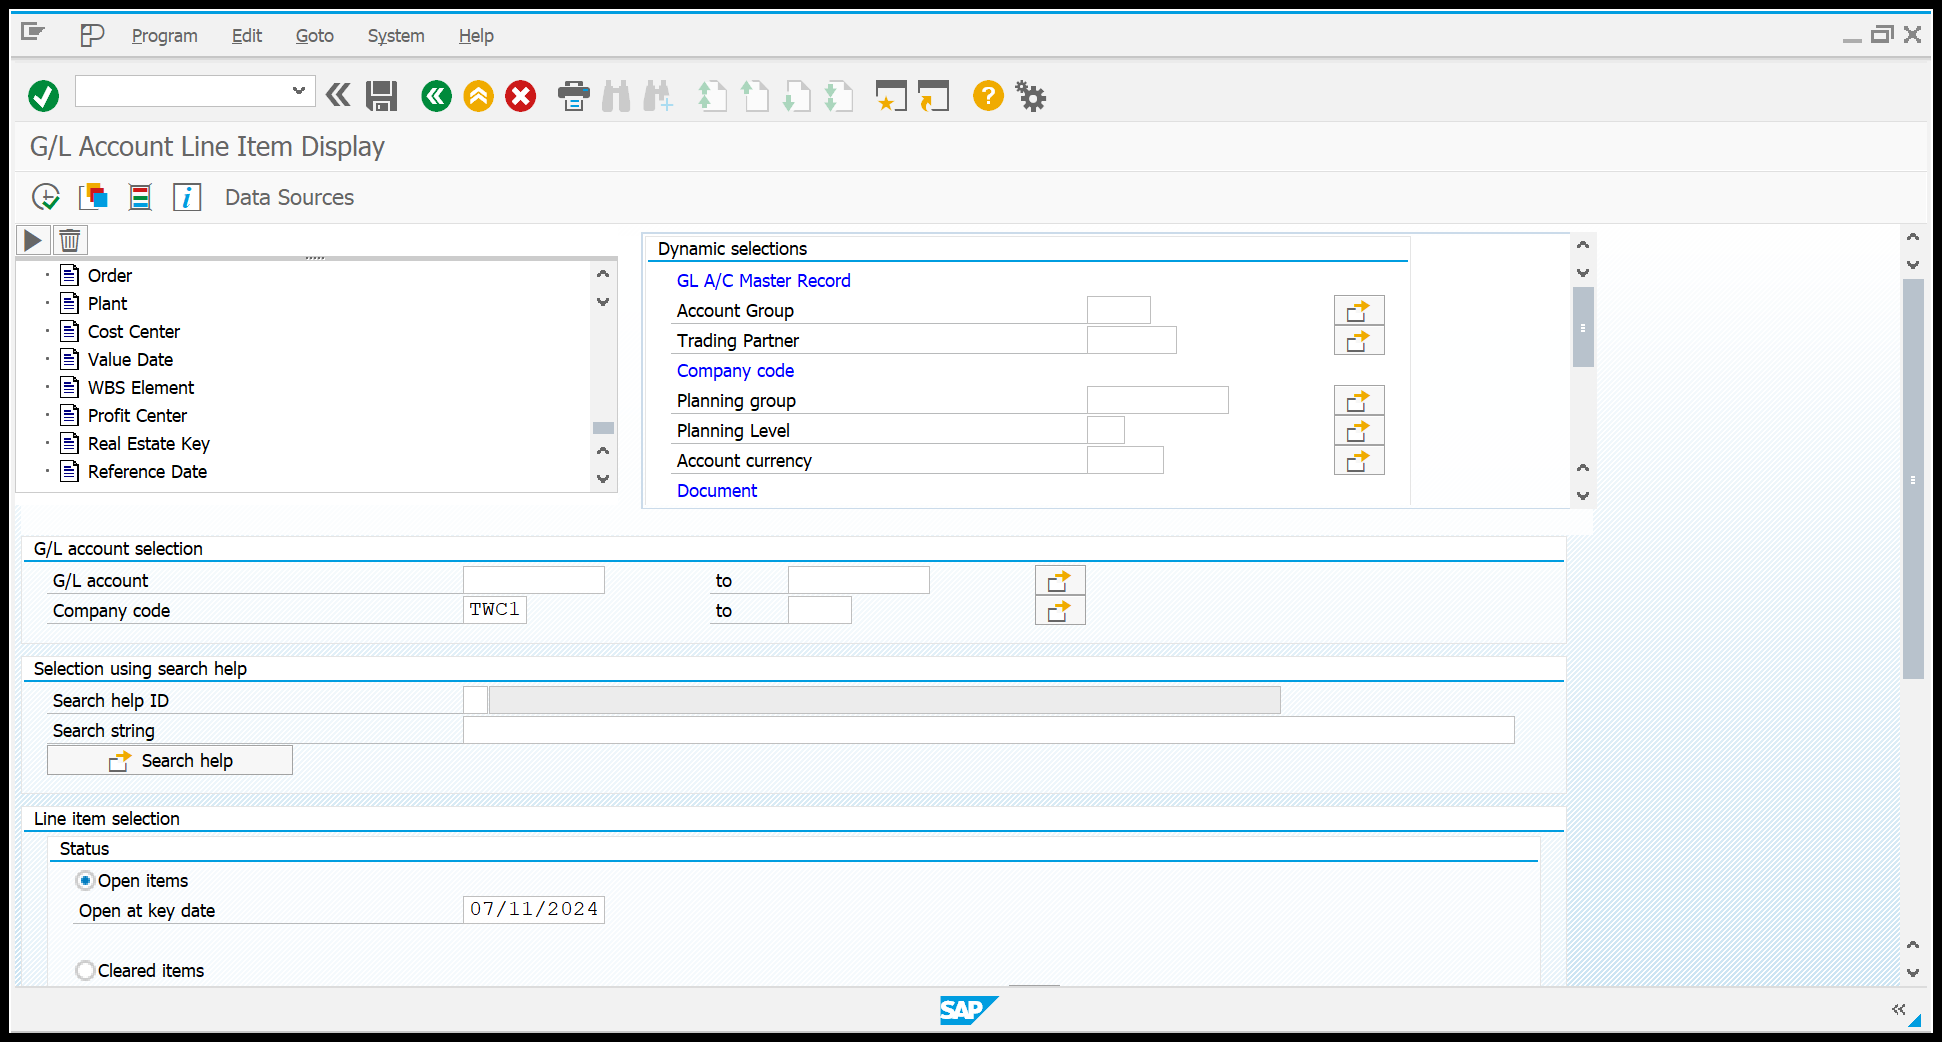 Program Edit Goto System Help
G/L Account Line Item Display
Data Sources
Order
Plant
Cost Center
Value Date
WBS Element
Profit Center
Real Estate Key
Reference Date
Dynamic selections
GL A/C Master Record
Account Group
Trading Partner
Company code
Planning group
Planning Level
Account currency
Document
G/L account selection
G/L account to
Company code TWC1 to
Selection using search help
Search help ID
Search string
Search help
Line item selection
Status
Open items
Open at key date 07/11/2024
Cleared items
SAP